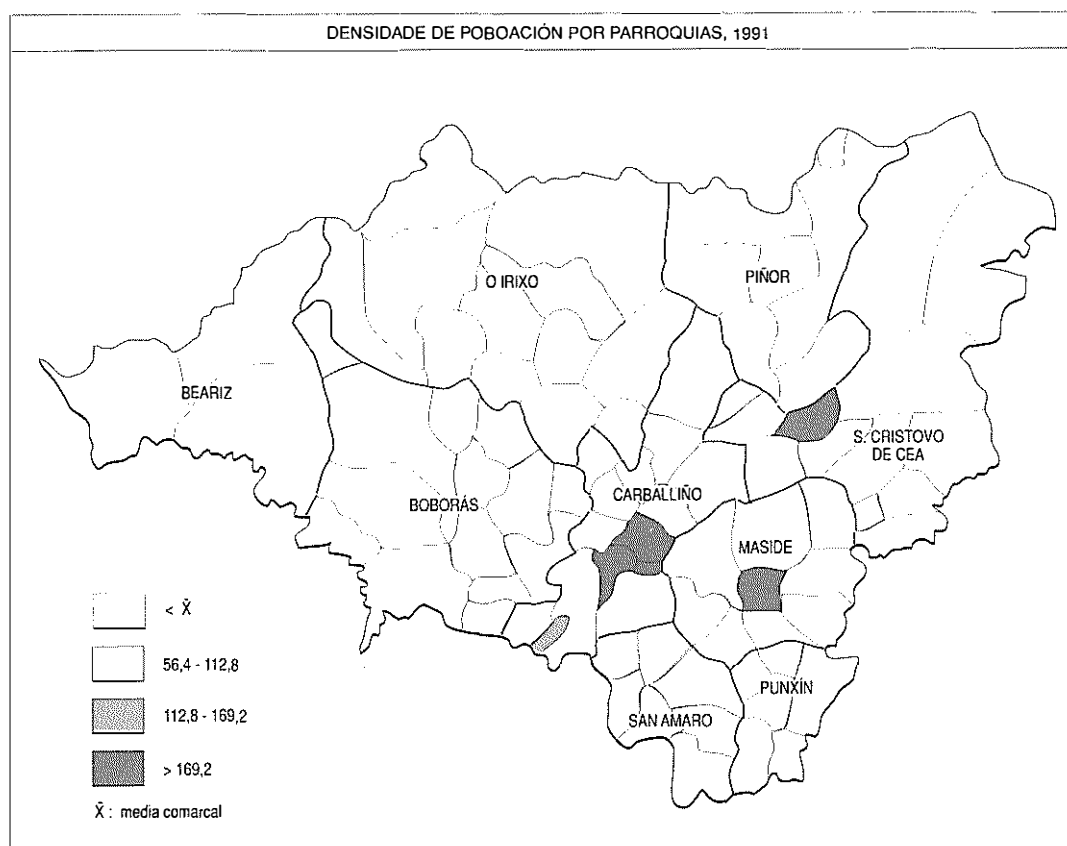 DENSIDADE DE POBOACIÓN POR PARROQUIAS, 1991
O IRIXO
PIÑOR
BEARIZ
S. CRISTOVO
DE CEA
BOBORÁS
CARBALLIÑO
MASIDE
PUNXÍN
SAN AMARO
< X̄
56,4 - 112,8
112,8 - 169,2
> 169,2
X̄ : media comarcal